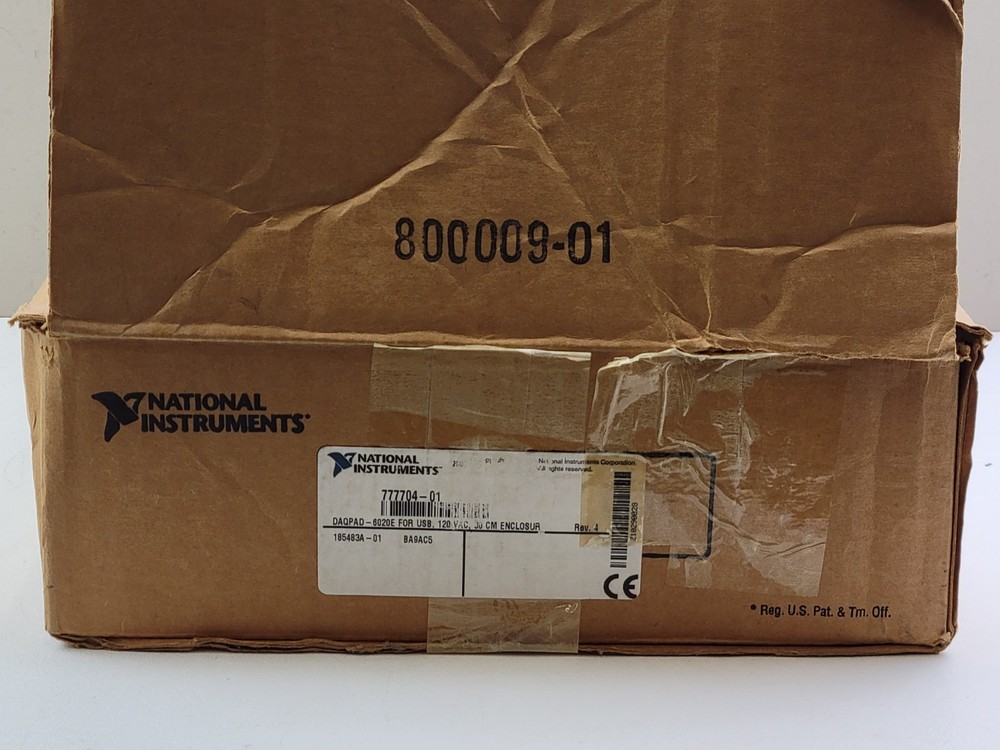 800009-01
NATIONAL
INSTRUMENTS®
NATIONAL
INSTRUMENTS™
National Instruments Corporation.
All rights reserved.
777704-01
DAQPAD-6020E FOR USB, 120 VAC, 30 CM ENCLOSUR Rev. 4
185483A-01 BA9AC5
CE
® Reg. U.S. Pat. & Tm. Off.